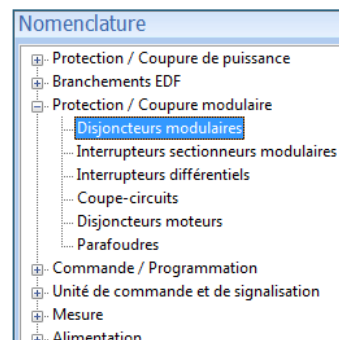 Nomenclature
Protection / Coupure de puissance
Branchements EDF
Protection / Coupure modulaire
Disjoncteurs modulaires
Interrupteurs sectionneurs modulaires
Interrupteurs différentiels
Coupe-circuits
Disjoncteurs moteurs
Parafoudres
Commande / Programmation
Unité de commande et de signalisation
Mesure
Alimentation